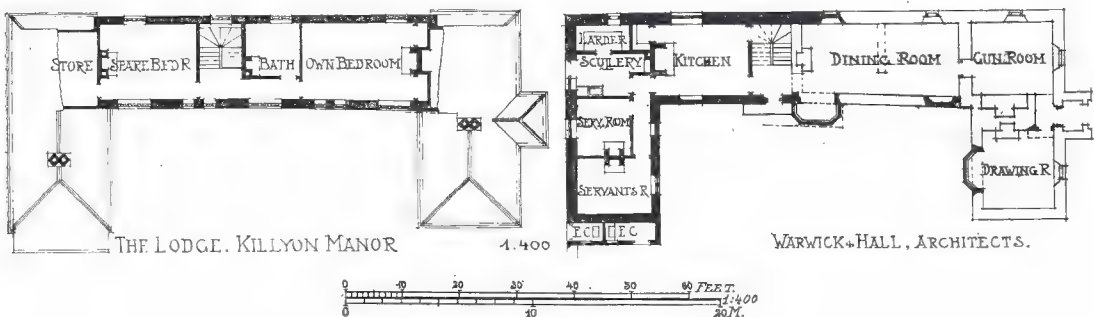 STORE SPARE BED R BATH OWN BEDROOM
THE LODGE. KILLYON MANOR 1.400
LARDER
SCULLERY KITCHEN DINING ROOM GUN. ROOM
SERV. ROM
SERVANTS R DRAWING R
E C E C
WARWICK & HALL, ARCHITECTS.
0 10 20 30 40 50 60 FEET.
1:400
0 10 20 M.